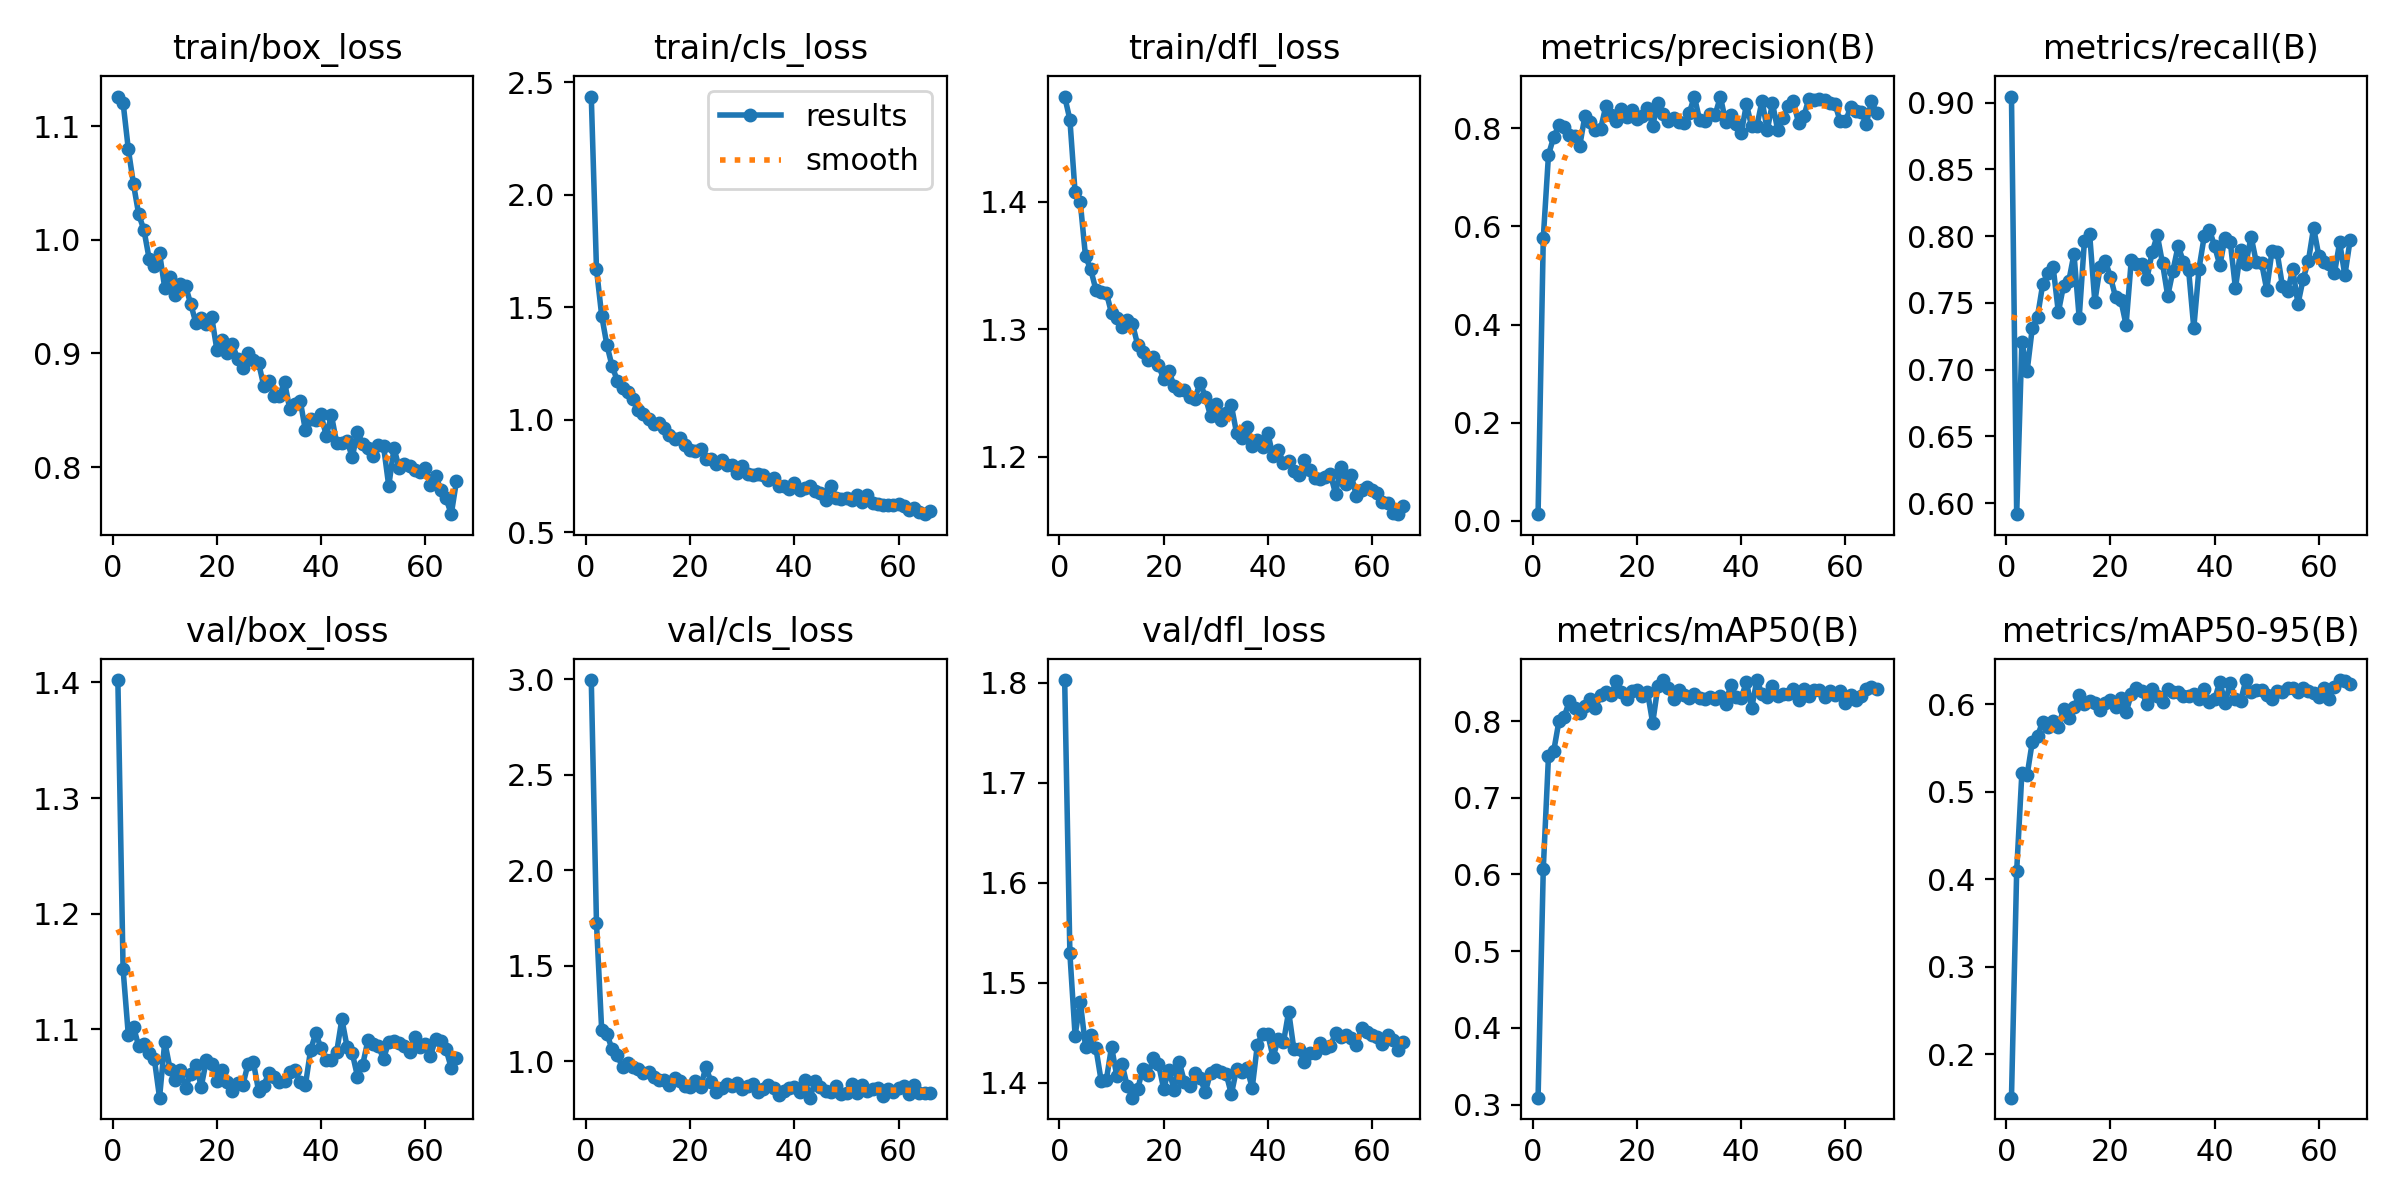 train/box_loss
train/cls_loss
train/dfl_loss
metrics/precision(B)
metrics/recall(B)
1.1
1.0
0.9
0.8
0 20 40 60
2.5
2.0
1.5
1.0
0.5
0 20 40 60
results
smooth
1.4
1.3
1.2
0 20 40 60
0.8
0.6
0.4
0.2
0.0
0 20 40 60
0.90
0.85
0.80
0.75
0.70
0.65
0.60
0 20 40 60
val/box_loss
val/cls_loss
val/dfl_loss
metrics/mAP50(B)
metrics/mAP50-95(B)
1.4
1.3
1.2
1.1
0 20 40 60
3.0
2.5
2.0
1.5
1.0
0 20 40 60
1.8
1.7
1.6
1.5
1.4
0 20 40 60
0.8
0.7
0.6
0.5
0.4
0.3
0 20 40 60
0.6
0.5
0.4
0.3
0.2
0 20 40 60